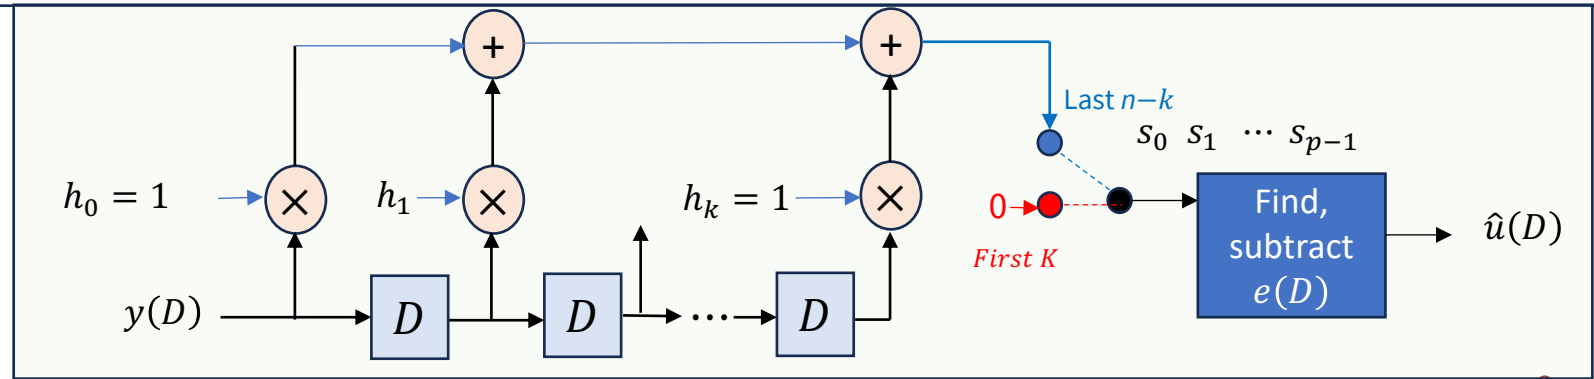 +
+
Last n−k
s₀ s₁ ⋯ sₚ₋₁
h₀ = 1
×
h₁
×
hₖ = 1
×
0
First K
Find,
subtract
e(D)
û(D)
y(D)
D
D
⋯
D